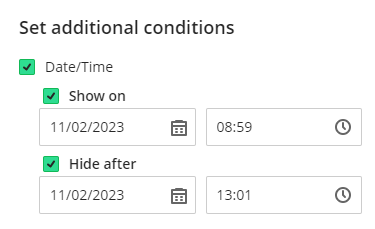 Set additional conditions
Date/Time
Show on
11/02/2023 08:59
Hide after
11/02/2023 13:01